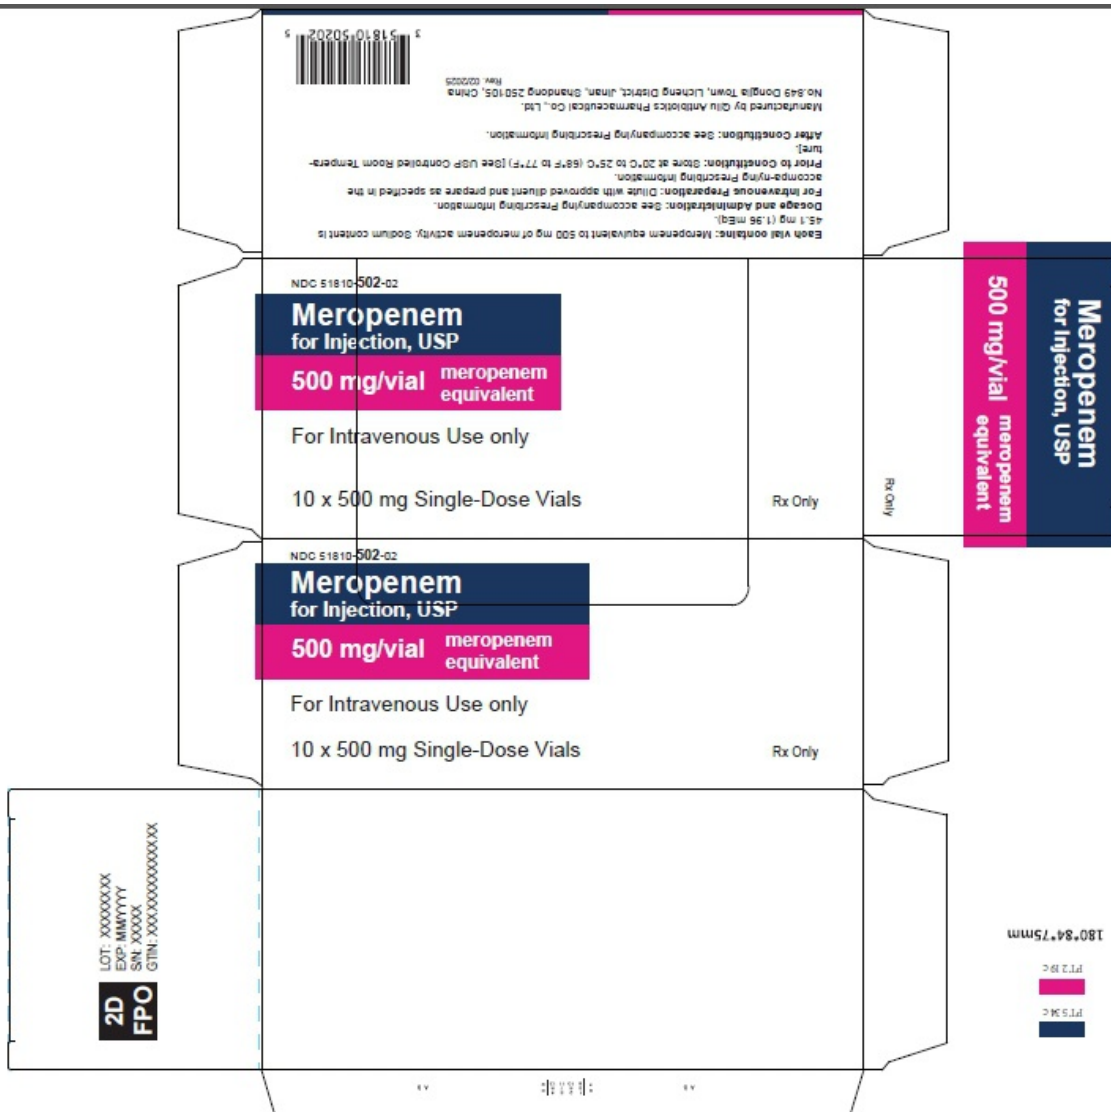 3 51810 50202 5
Each vial contains: Meropenem equivalent to 500 mg of meropenem activity. Sodium content is
45.1 mg (1.96 mEq).
Dosage and Administration: See accompanying Prescribing Information.
For Intravenous Preparation: Dilute with approved diluent and prepare as specified in the
accompa-nying Prescribing Information.
Prior to Constitution: Store at 20°C to 25°C (68°F to 77°F) [See USP Controlled Room Tempera-
ture].
After Constitution: See accompanying Prescribing Information.
Manufactured by Qilu Antibiotics Pharmaceutical Co., Ltd.
No.849 Dongjia Town, Licheng District, Jinan, Shandong 250105, China
Rev. 02/2025
NDC 51810-502-02
Meropenem
for Injection, USP
500 mg/vial meropenem
equivalent
For Intravenous Use only
10 x 500 mg Single-Dose Vials
Rx Only
Rx Only
Meropenem
for Injection, USP
500 mg/vial meropenem
equivalent
NDC 51810-502-02
Meropenem
for Injection, USP
500 mg/vial meropenem
equivalent
For Intravenous Use only
10 x 500 mg Single-Dose Vials
Rx Only
LOT: XXXXXXXXX
EXP: MM/YYYY
S/N: XXXXX
GTIN: XXXXXXXXXXXXXXXX
2D
FPO
180*84*75mm